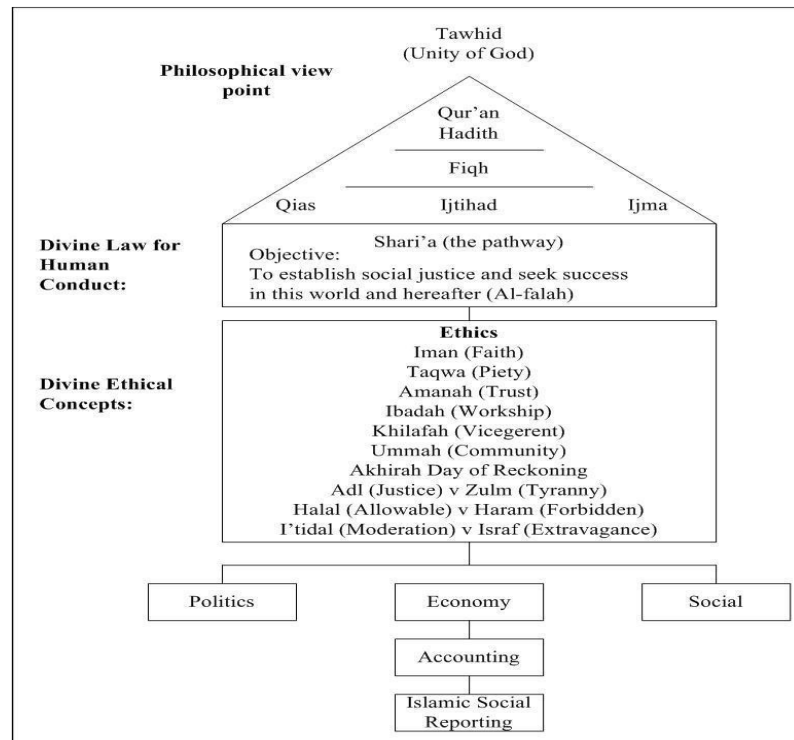 Tawhid
(Unity of God)
Philosophical view
point
Qur'an
Hadith
Fiqh
Qias Ijtihad Ijma
Divine Law for
Human
Conduct:
Shari'a (the pathway)
Objective:
To establish social justice and seek success
in this world and hereafter (Al-falah)
Divine Ethical
Concepts:
Ethics
Iman (Faith)
Taqwa (Piety)
Amanah (Trust)
Ibadah (Workship)
Khilafah (Vicegerent)
Ummah (Community)
Akhirah Day of Reckoning
Adl (Justice) v Zulm (Tyranny)
Halal (Allowable) v Haram (Forbidden)
I'tidal (Moderation) v Israf (Extravagance)
Politics Economy Social
Accounting
Islamic Social
Reporting